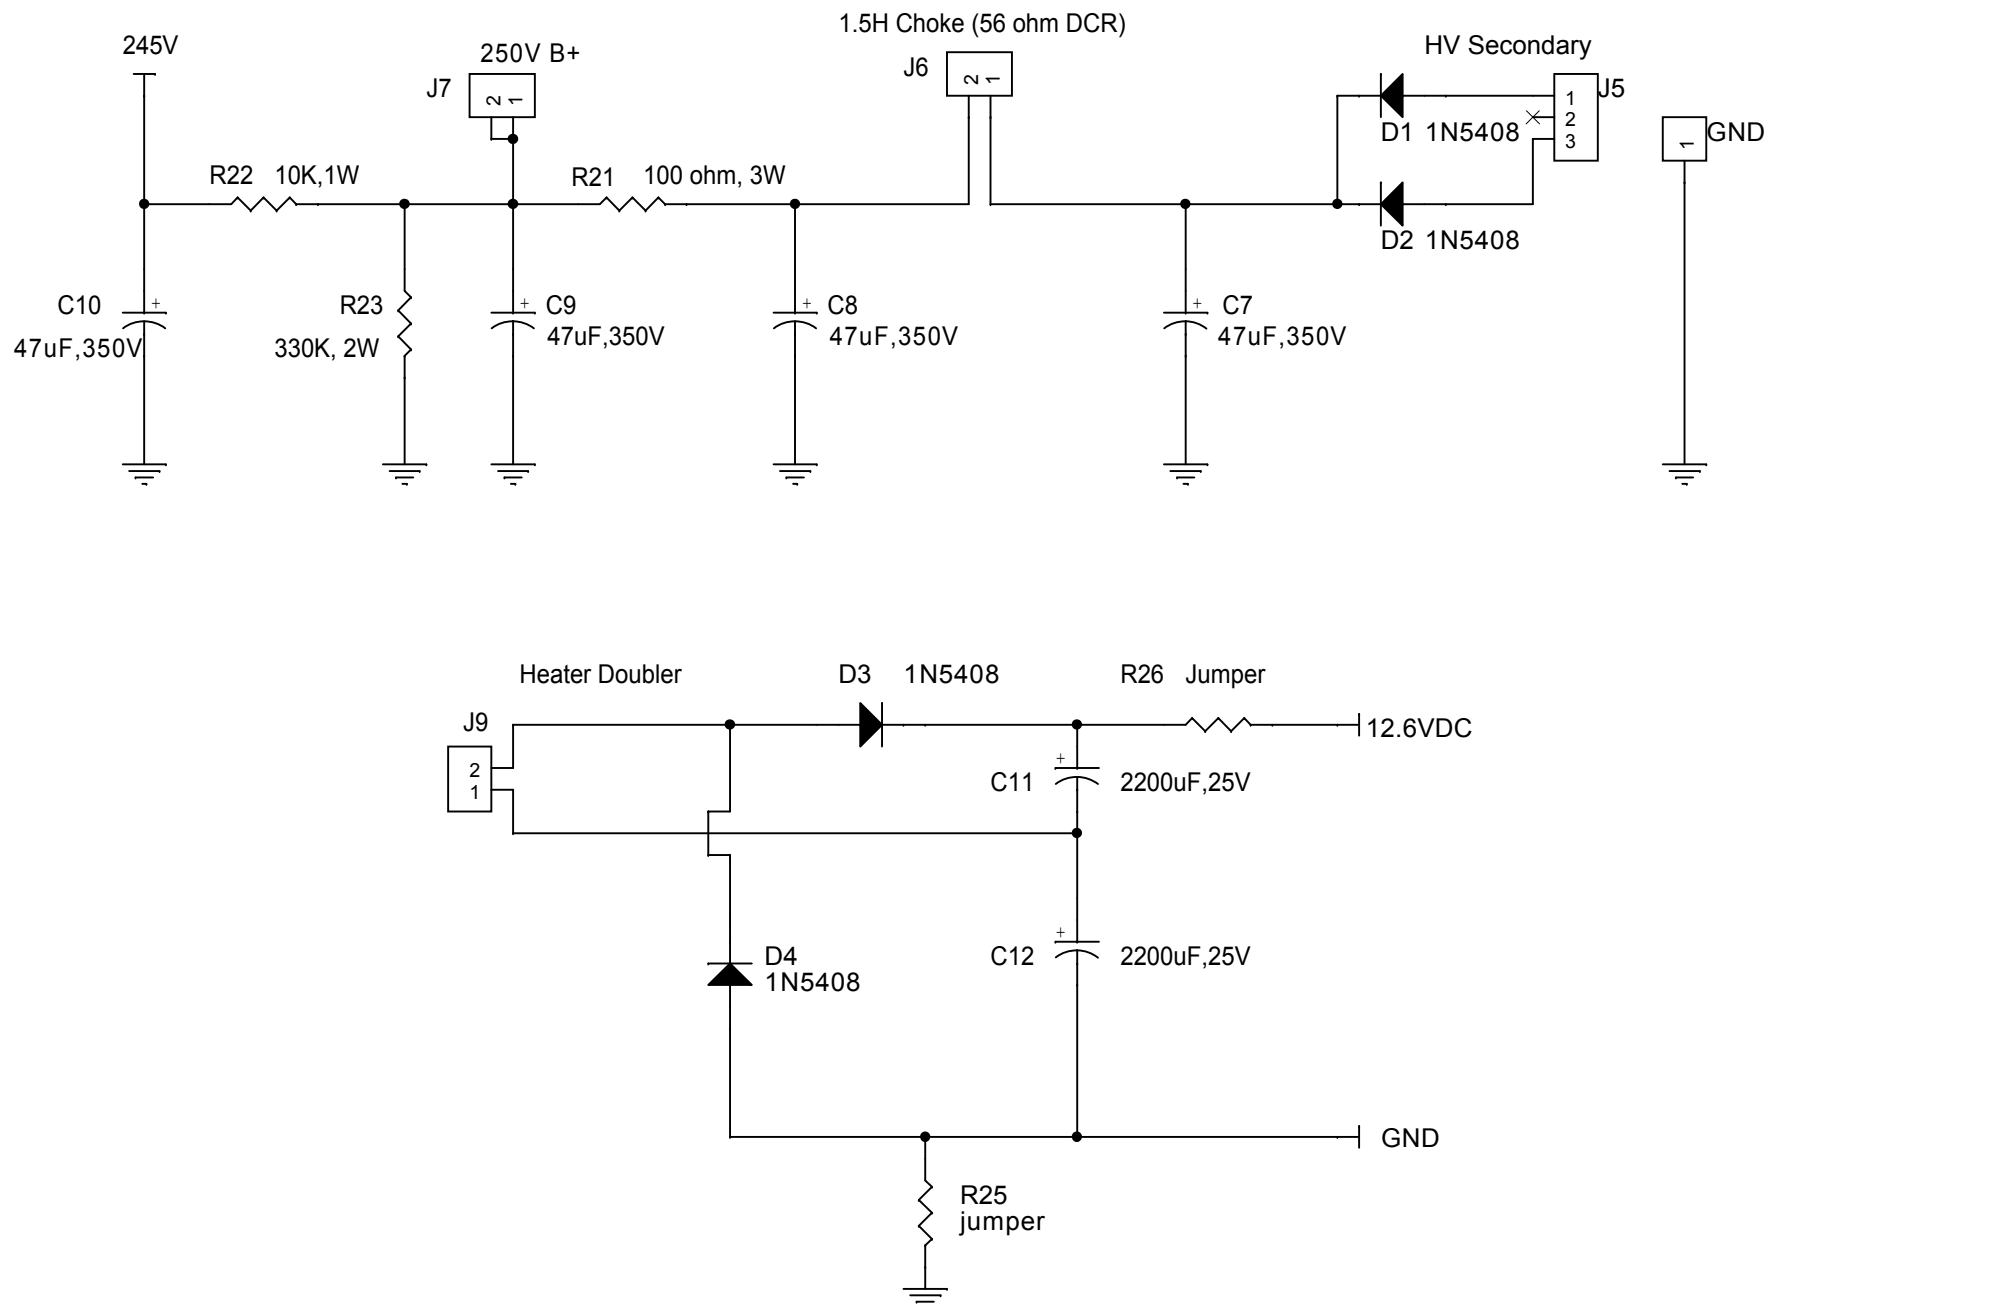 1.5H Choke (56 ohm DCR)
245V
250V B+
HV Secondary
J7
2
1
J6
2
1
J5
1
2
3
D1 1N5408
GND
1
R22 10K,1W
R21 100 ohm, 3W
D2 1N5408
C10
+
47uF,350V
R23
330K, 2W
+
C9
47uF,350V
+
C8
47uF,350V
+
C7
47uF,350V
Heater Doubler
D3 1N5408
R26 Jumper
J9
2
1
12.6VDC
+
C11
2200uF,25V
+
C12
2200uF,25V
D4
1N5408
GND
R25
jumper